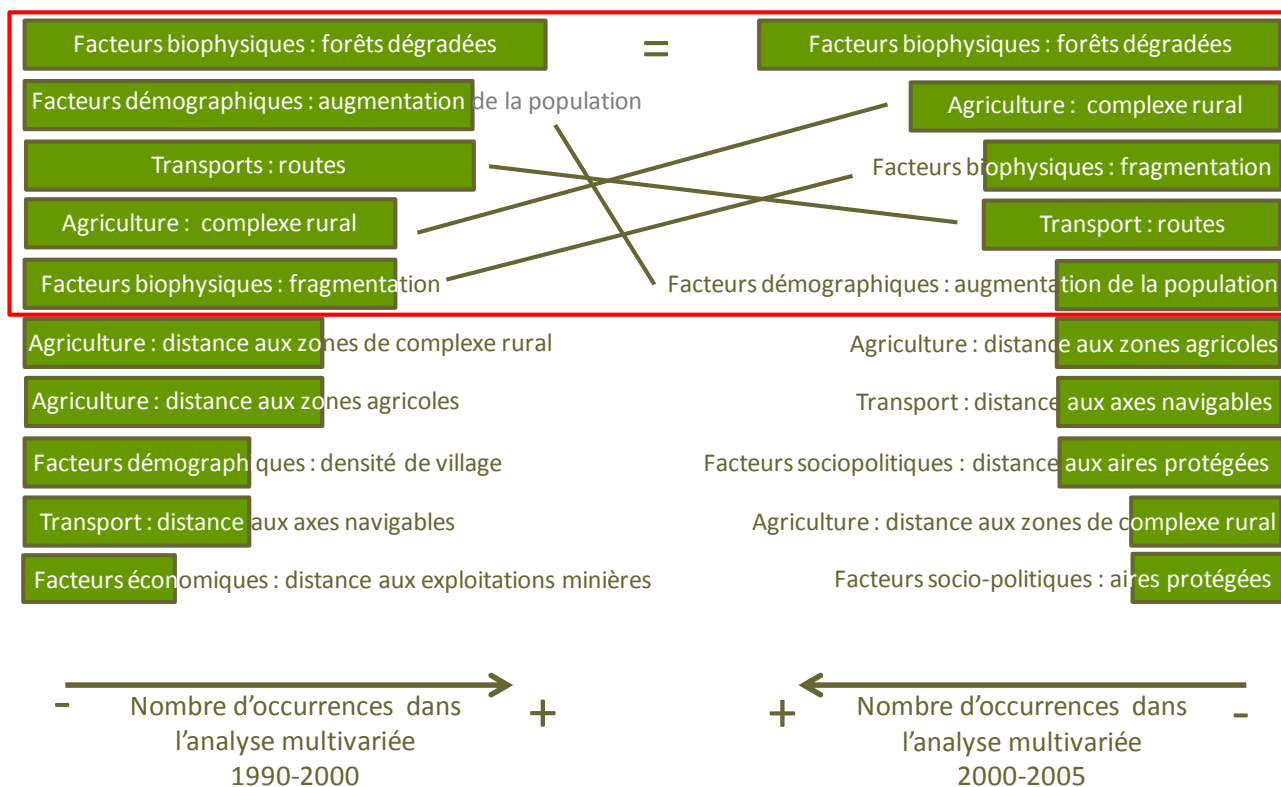 Facteurs biophysiques : forêts dégradées
=
Facteurs biophysiques : forêts dégradées
Facteurs démographiques : augmentation de la population
Agriculture : complexe rural
Transports : routes
Facteurs biophysiques : fragmentation
Agriculture : complexe rural
Transport : routes
Facteurs biophysiques : fragmentation
Facteurs démographiques : augmentation de la population
Agriculture : distance aux zones de complexe rural
Agriculture : distance aux zones agricoles
Agriculture : distance aux zones agricoles
Transport : distance aux axes navigables
Facteurs démographiques : densité de village
Facteurs sociopolitiques : distance aux aires protégées
Transport : distance aux axes navigables
Agriculture : distance aux zones de complexe rural
Facteurs économiques : distance aux exploitations minières
Facteurs socio-politiques : aires protégées
-
Nombre d'occurrences dans
l'analyse multivariée
1990-2000
+
+
Nombre d'occurrences dans
l'analyse multivariée
2000-2005
-